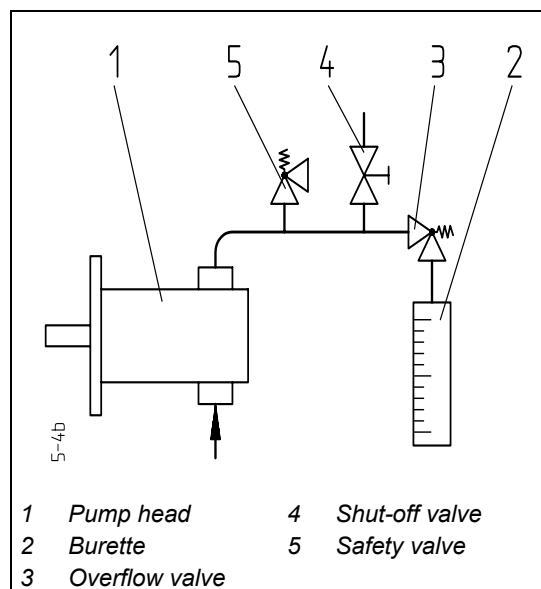 1 5 4 3 2
5-4b
1 Pump head 4 Shut-off valve
2 Burette 5 Safety valve
3 Overflow valve